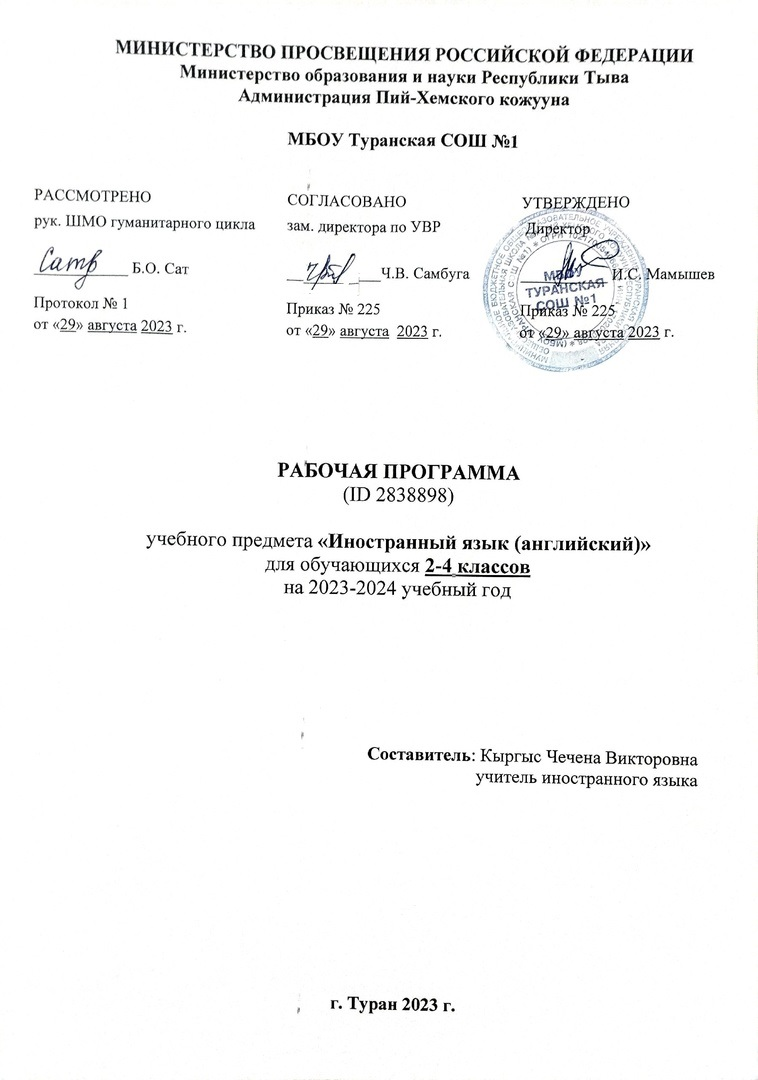 МИНИСТЕРСТВО ПРОСВЕЩЕНИЯ РОССИЙСКОЙ ФЕДЕРАЦИИ
Министерство образования и науки Республики Тыва
Администрация Пий-Хемского кожууна
МБОУ Туранская СОШ №1
РАССМОТРЕНО
рук. ШМО гуманитарного цикла
Б.О. Сат
Протокол № 1
от «29» августа 2023 г.
СОГЛАСОВАНО
зам. директора по УВР
Ч.В. Самбуга
Приказ № 225
от «29» августа 2023 г.
УТВЕРЖДЕНО
Директор
И.С. Мамышев
Приказ № 225
от «29» августа 2023 г.
МБОУ
ТУРАНСКАЯ
СОШ №1
РАБОЧАЯ ПРОГРАММА
(ID 2838898)
учебного предмета «Иностранный язык (английский)»
для обучающихся 2-4 классов
на 2023-2024 учебный год
Составитель: Кыргыс Чечена Викторовна
учитель иностранного языка
г. Туран 2023 г.